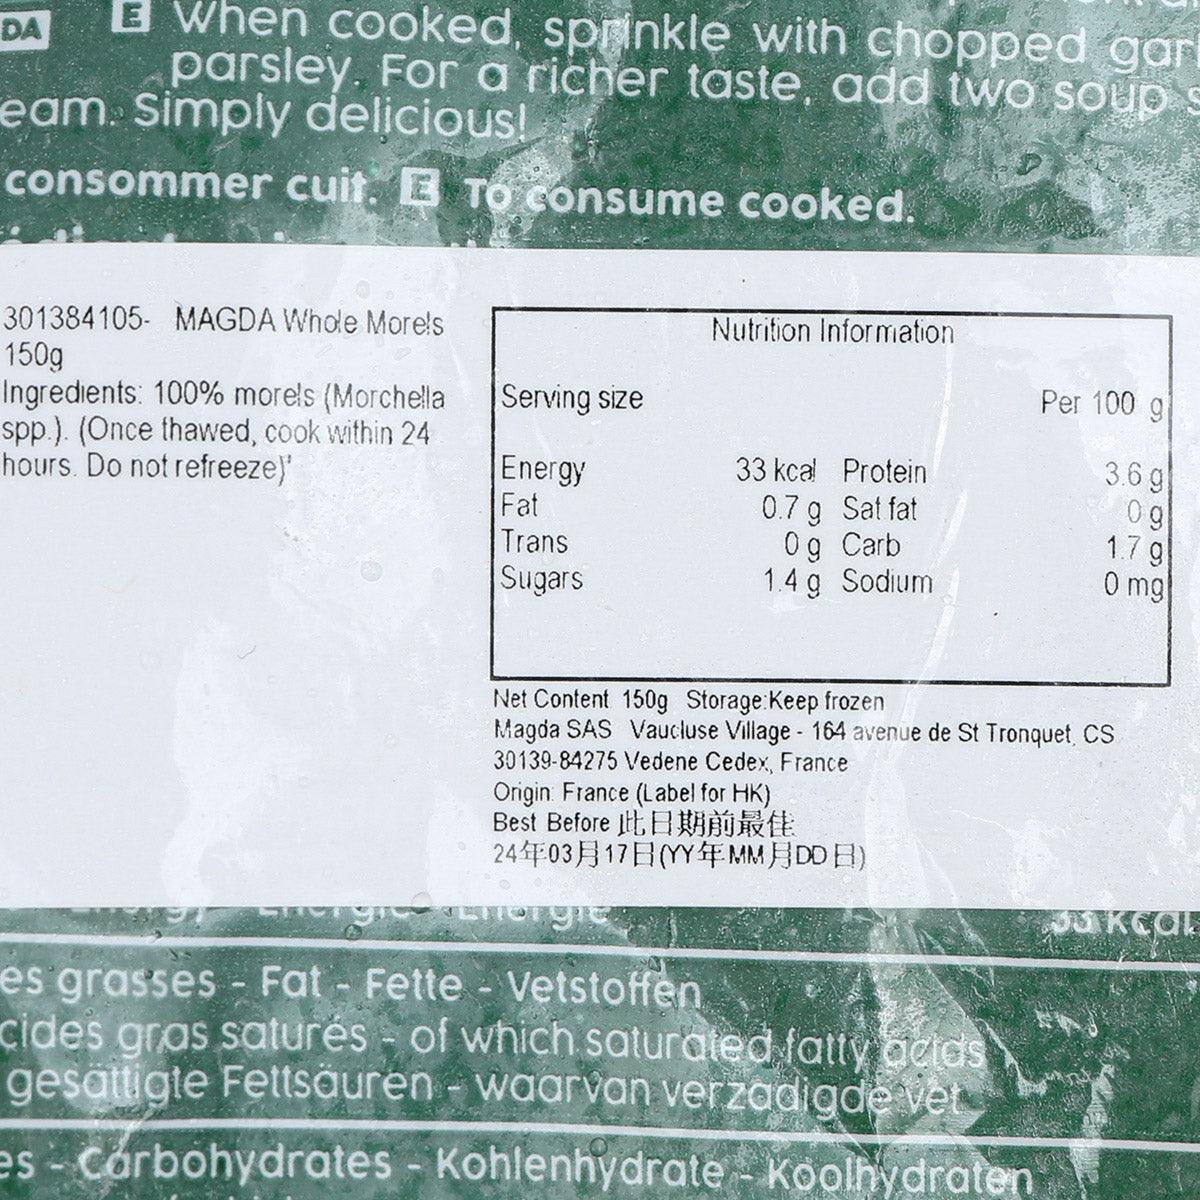 DA
E When cooked, sprinkle with chopped
parsley. For a richer taste, add two soup
eam. Simply delicious!
consommer cuit. E To consume cooked.
301384105- MAGDA Whole Morels
150g
Ingredients: 100% morels (Morchella
spp.). (Once thawed, cook within 24
hours. Do not refreeze)'
Nutrition Information
Serving size Per 100 g
Energy 33 kcal Protein 3.6 g
Fat 0.7 g Sat fat 0 g
Trans 0 g Carb 1.7 g
Sugars 1.4 g Sodium 0 mg
Net Content 150g Storage:Keep frozen
Magda SAS Vaucluse Village - 164 avenue de St Tronquet, CS
30139-84275 Vedene Cedex, France
Origin: France (Label for HK)
Best Before 此日期前最佳
24年03月17日(YY年MM月DD日)
33 kcal
es grasses - Fat - Fette - Vetstoffen
cides gras saturés - of which saturated fatty acids
gesättigte Fettsäuren - waarvan verzadigde vet
es - Carbohydrates - Kohlenhydrate - Koolhydraten